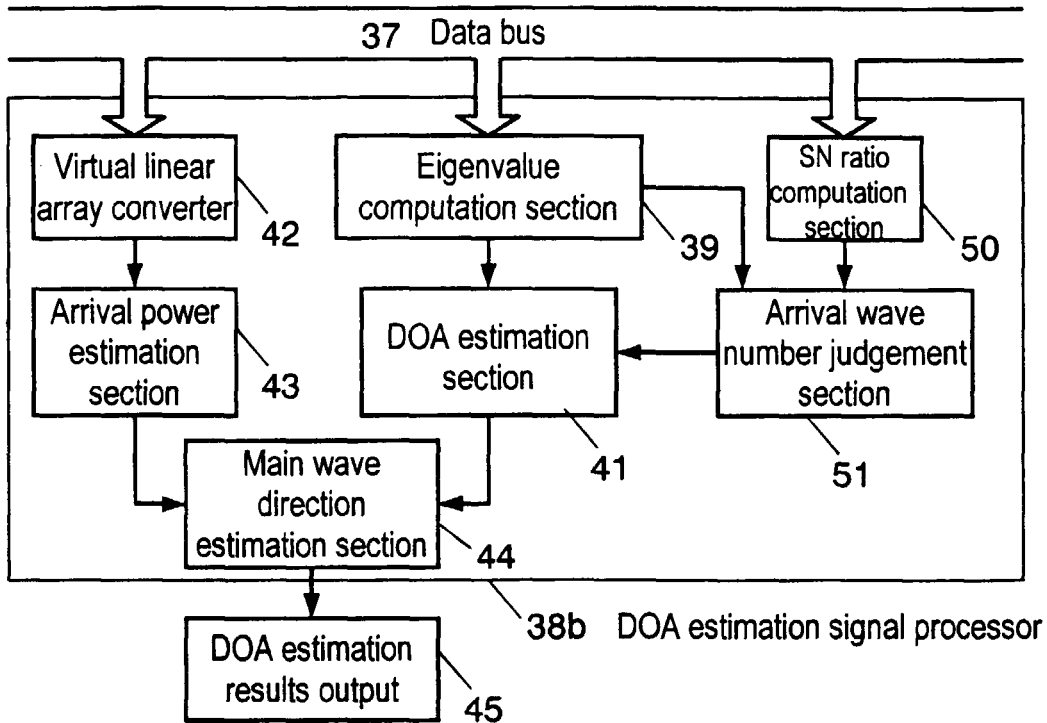 37 Data bus
Virtual linear
array converter
42
Eigenvalue
computation section
39
SN ratio
computation
section
50
Arrival power
estimation
section
43
DOA estimation
section
41
Arrival wave
number judgement
section
51
Main wave
direction
estimation section
44
38b DOA estimation signal processor
DOA estimation
results output
45